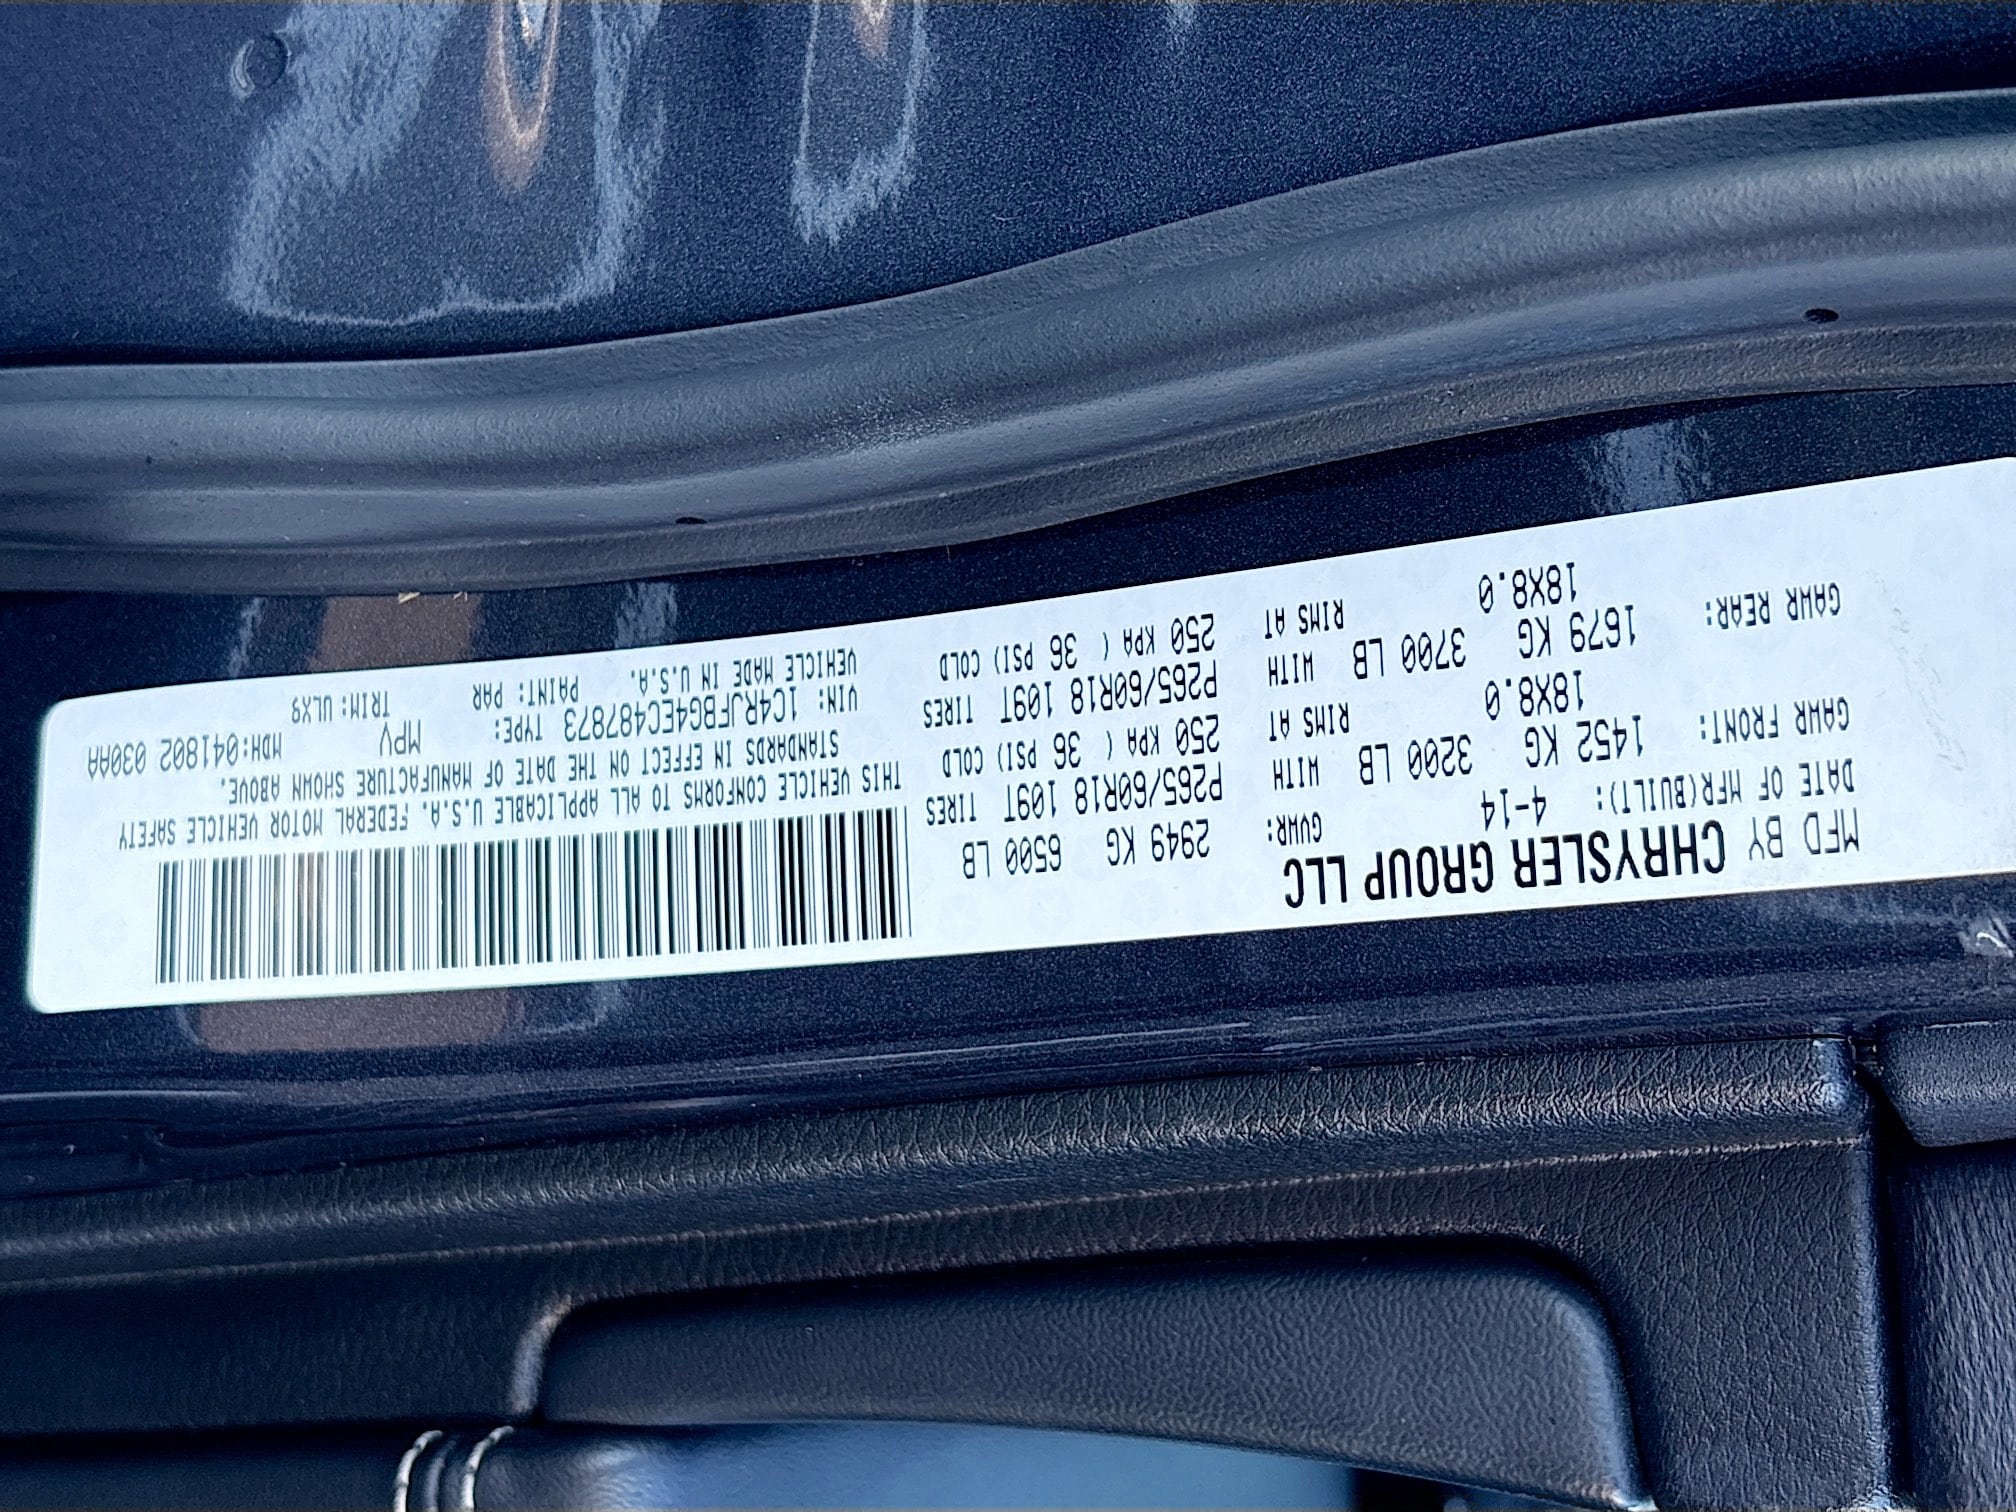 MFD BY CHRYSLER GROUP LLC
DATE OF MFR(BUILT): 4-14 GVWR: 2949 KG 6500 LB
GAWR FRONT: 1452 KG 3200 LB WITH P265/60R18 109T TIRES
18X8.0 RIMS AT 250 KPA ( 36 PSI) COLD
GAWR REAR: 1679 KG 3700 LB WITH P265/60R18 109T TIRES
18X8.0 RIMS AT 250 KPA ( 36 PSI) COLD
THIS VEHICLE CONFORMS TO ALL APPLICABLE U.S.A. FEDERAL MOTOR VEHICLE SAFETY
STANDARDS IN EFFECT ON THE DATE OF MANUFACTURE SHOWN ABOVE.
VIN: 1C4RJFBG4EC487873 TYPE: MPV MDH:041802 030AA
VEHICLE MADE IN U.S.A. PAINT: PAR TRIM: ULX9